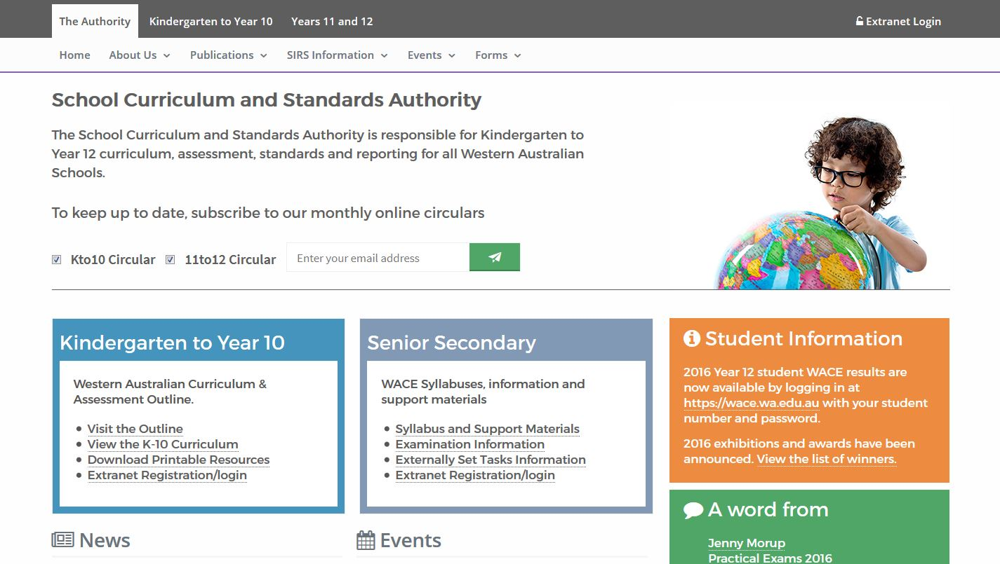 The Authority Kindergarten to Year 10 Years 11 and 12 Extranet Login
Home About Us Publications SIRS Information Events Forms
School Curriculum and Standards Authority
The School Curriculum and Standards Authority is responsible for Kindergarten to
Year 12 curriculum, assessment, standards and reporting for all Western Australian
Schools.
To keep up to date, subscribe to our monthly online circulars
Kto10 Circular 11to12 Circular Enter your email address
Kindergarten to Year 10
Western Australian Curriculum &
Assessment Outline.
Visit the Outline
View the K-10 Curriculum
Download Printable Resources
Extranet Registration/login
Senior Secondary
WACE Syllabuses, information and
support materials
Syllabus and Support Materials
Examination Information
Externally Set Tasks Information
Extranet Registration/login
Student Information
2016 Year 12 student WACE results are
now available by logging in at
https://wace.wa.edu.au with your student
number and password.
2016 exhibitions and awards have been
announced. View the list of winners.
A word from
Jenny Morup
Practical Exams 2016
News
Events